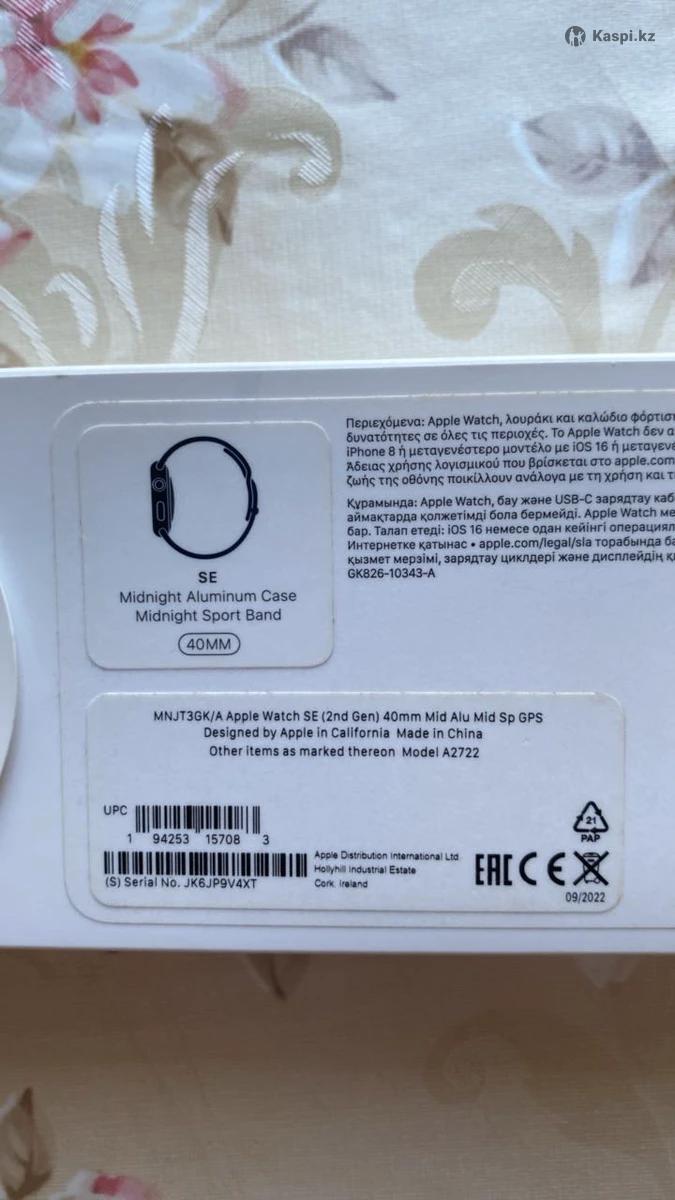 Kaspi.kz
SE
Midnight Aluminum Case
Midnight Sport Band
40MM
Περιεχόμενα: Apple Watch, λουράκι και καλώδιο φόρτισ
δυνατότητες σε όλες τις περιοχές. Το Apple Watch δεν α
iPhone 8 ή μεταγενέστερο μοντέλο με iOS 16 ή μεταγενέ
Άδειας χρήσης λογισμικού που βρίσκεται στο apple.com
ζωής της οθόνης ποικίλλουν ανάλογα με τη χρήση και τ
Құрамында: Apple Watch, бау және USB-C зарядтау каб
аймақтарда қолжетімді бола бермейді. Apple Watch ме
бар. Талап етеді: iOS 16 немесе одан кейінгі операциял
Интернетке қатынас • apple.com/legal/sla торабында ба
қызмет мерзімі, зарядтау циклдері және дисплейдің қ
GK826-10343-A
MNJT3GK/A Apple Watch SE (2nd Gen) 40mm Mid Alu Mid Sp GPS
Designed by Apple in California Made in China
Other items as marked thereon Model A2722
UPC
1 94253 15708 3
(S) Serial No. JK6JP9V4XT
Apple Distribution International Ltd.
Hollyhill Industrial Estate
Cork, Ireland
EAC CE
21
PAP
09/2022